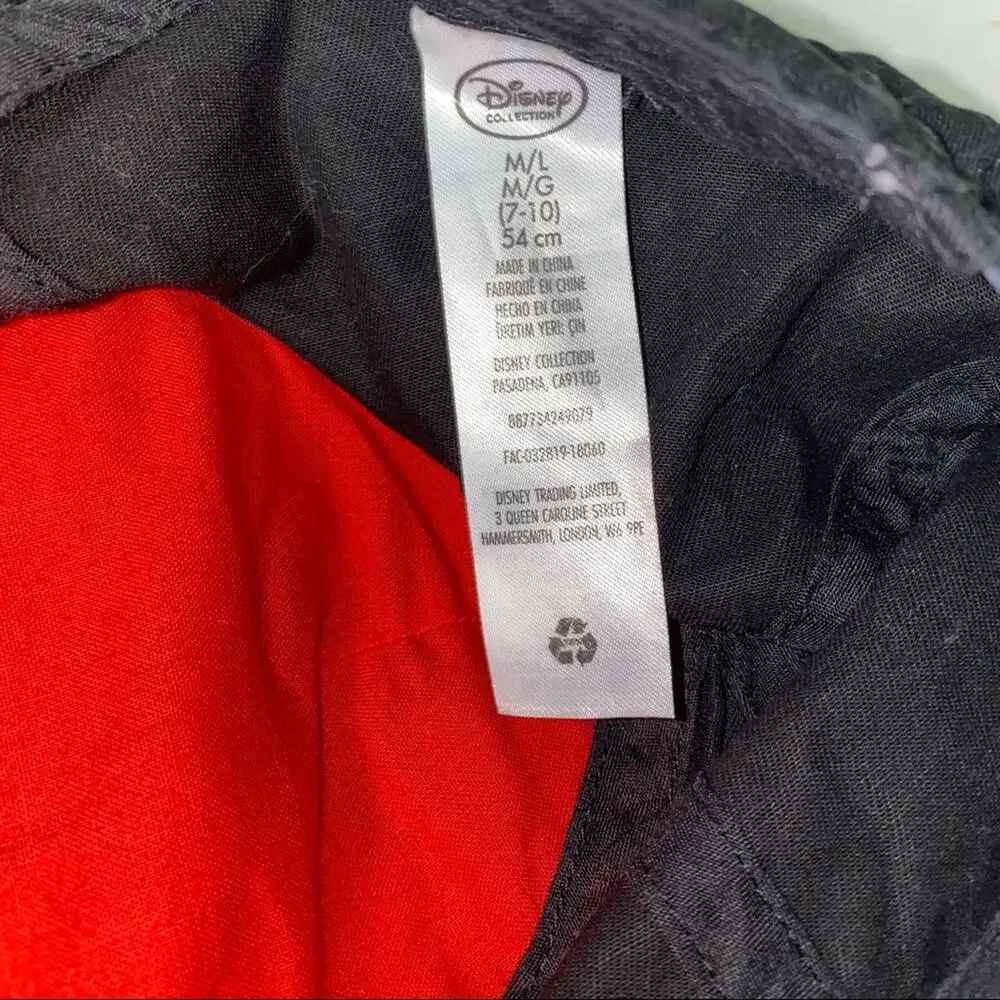 Disney
COLLECTION
M/L
M/G
(7-10)
54 cm
MADE IN CHINA
FABRIQUÉ EN CHINE
HECHO EN CHINA
ÜRETIM YERI: ÇIN
DISNEY COLLECTION
PASADENA, CA91105
887734249079
FAC-032819-18060
DISNEY TRADING LIMITED,
3 QUEEN CAROLINE STREET
HAMMERSMITH, LONDON, W6 9PE
100%